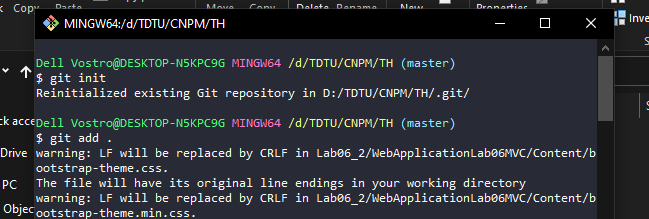 Copy
Delete
Rename
New
Properties
MINGW64:/d/TDTU/CNPM/TH
Inve
Dell Vostro@DESKTOP-N5KPC9G MINGW64 /d/TDTU/CNPM/TH (master)
$ git init
Reinitialized existing Git repository in D:/TDTU/CNPM/TH/.git/
Dell Vostro@DESKTOP-N5KPC9G MINGW64 /d/TDTU/CNPM/TH (master)
$ git add .
warning: LF will be replaced by CRLF in Lab06_2/WebApplicationLab06MVC/Content/b
ootstrap-theme.css.
The file will have its original line endings in your working directory
warning: LF will be replaced by CRLF in Lab06_2/WebApplicationLab06MVC/Content/b
ootstrap-theme.min.css.
ck acces
Drive
PC
G